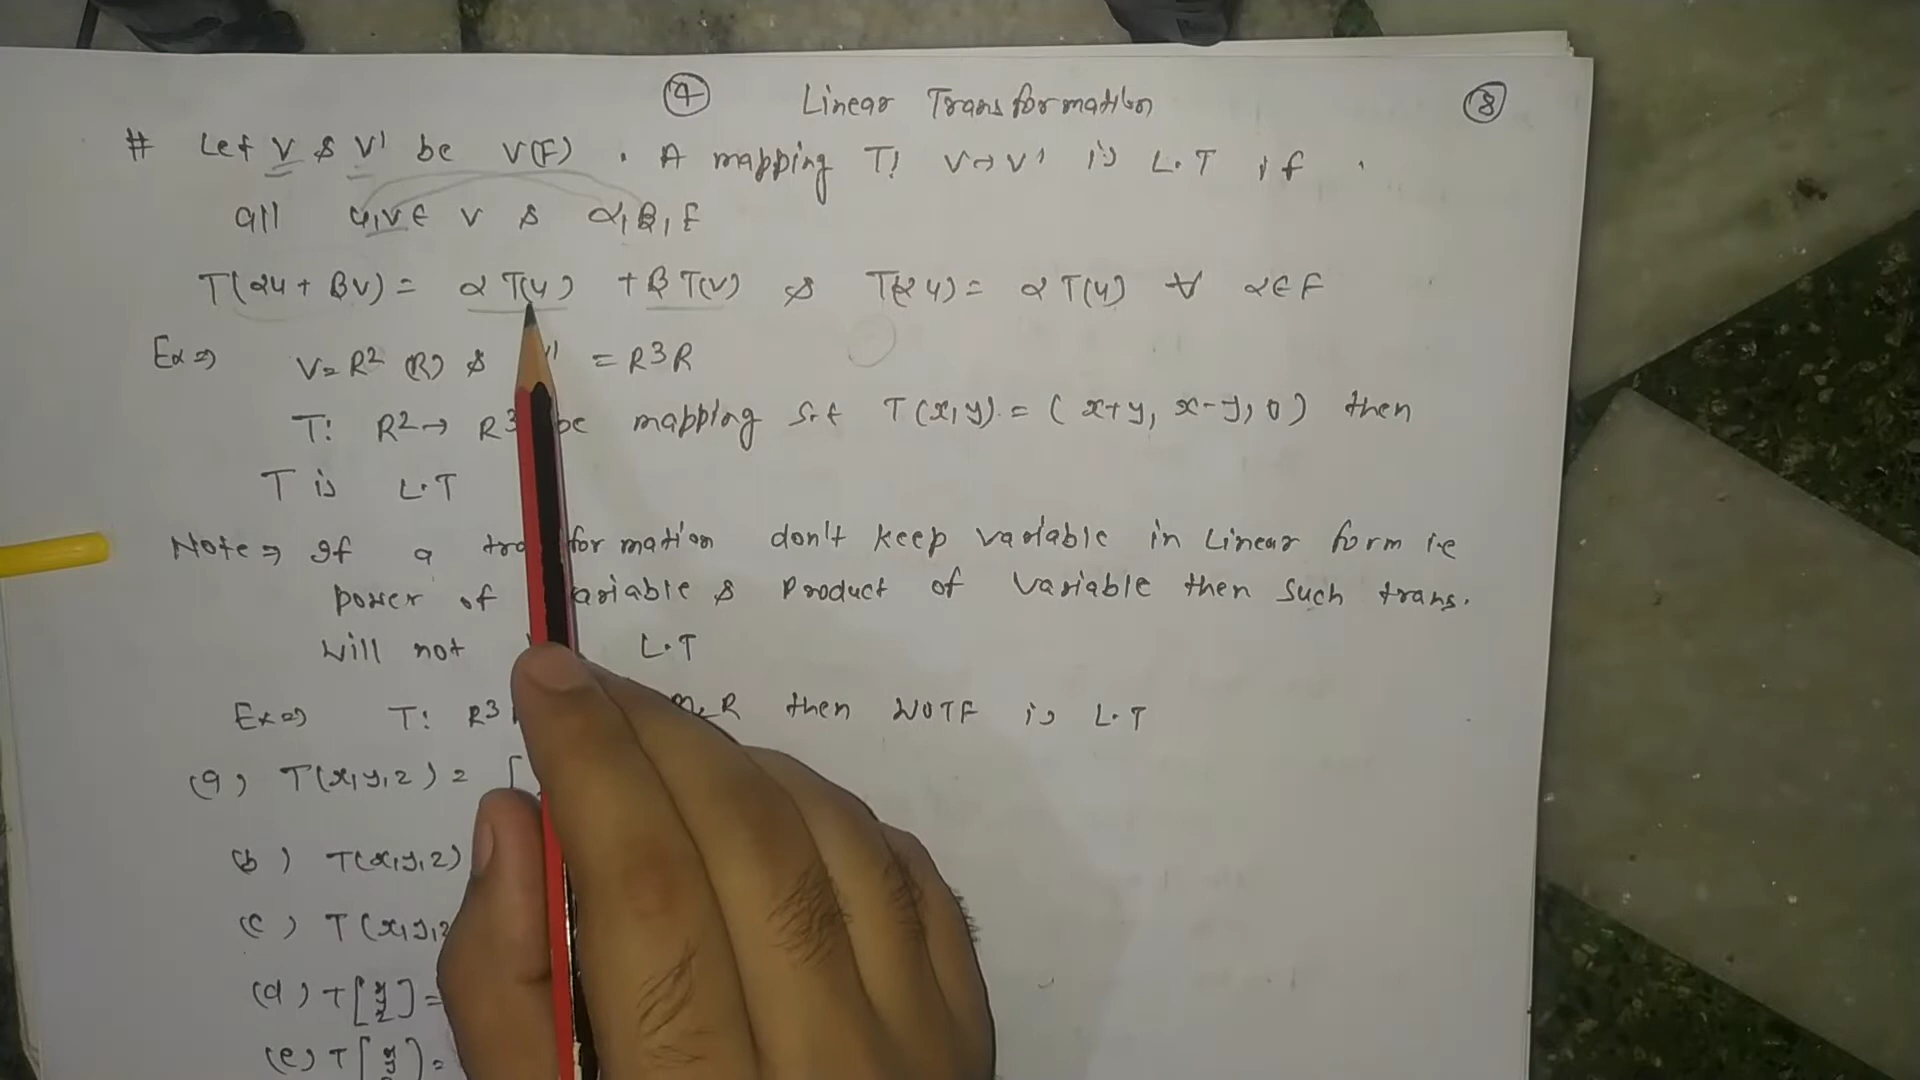 ④ Linear Transformation ⑧
# Let V & V' be V(F) . A mapping T: V→V' is L.T if
all u,v ∈ V & α,β, F
T(αu + βv) = α T(u) + β T(v) & T(αu) = α T(u) ∀ α∈F
Ex⇒ V= R² (R) & V' = R³R
T: R²→ R³ be mapping s.t T(x,y) = ( x+y, x-y, 0 ) then
T is L.T
Note⇒ If a transformation don't keep variable in Linear form i.e
power of variable & Product of variable then such trans.
will not L.T
Ex⇒ T: R³ R then NOTF is L.T
(a) T(x,y,z) = [
(b) T(x,y,z)
(c) T(x,y,z
(d) T[x y z] =
(e) T[x y